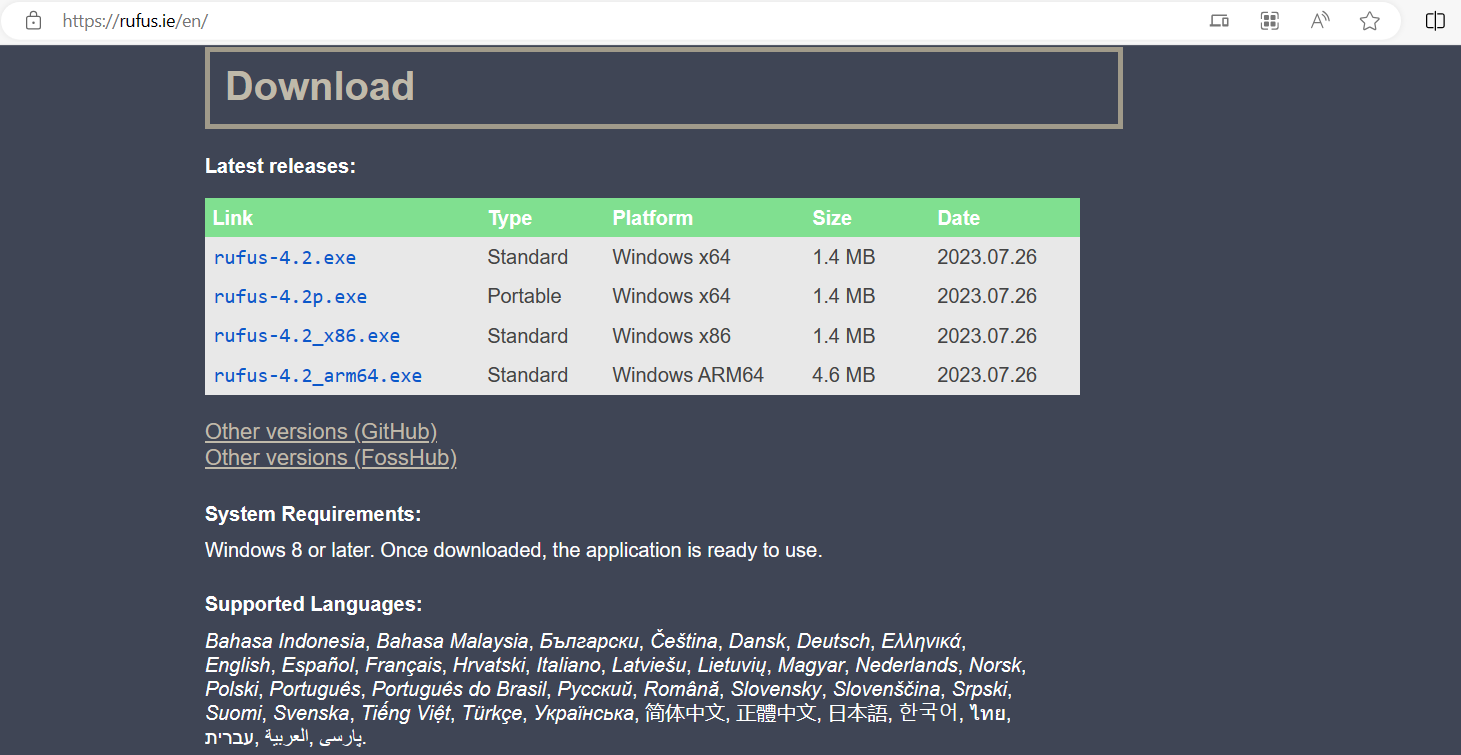 https://rufus.ie/en/
Download
Latest releases:
Link Type Platform Size Date
rufus-4.2.exe Standard Windows x64 1.4 MB 2023.07.26
rufus-4.2p.exe Portable Windows x64 1.4 MB 2023.07.26
rufus-4.2_x86.exe Standard Windows x86 1.4 MB 2023.07.26
rufus-4.2_arm64.exe Standard Windows ARM64 4.6 MB 2023.07.26
Other versions (GitHub)
Other versions (FossHub)
System Requirements:
Windows 8 or later. Once downloaded, the application is ready to use.
Supported Languages:
Bahasa Indonesia, Bahasa Malaysia, Български, Čeština, Dansk, Deutsch, Ελληνικά,
English, Español, Français, Hrvatski, Italiano, Latviešu, Lietuvių, Magyar, Nederlands, Norsk,
Polski, Português, Português do Brasil, Русский, Română, Slovensky, Slovenščina, Srpski,
Suomi, Svenska, Tiếng Việt, Türkçe, Українська, 简体中文, 正體中文, 日本語, 한국어, ไทย,
עברית, العربية, پارسی.